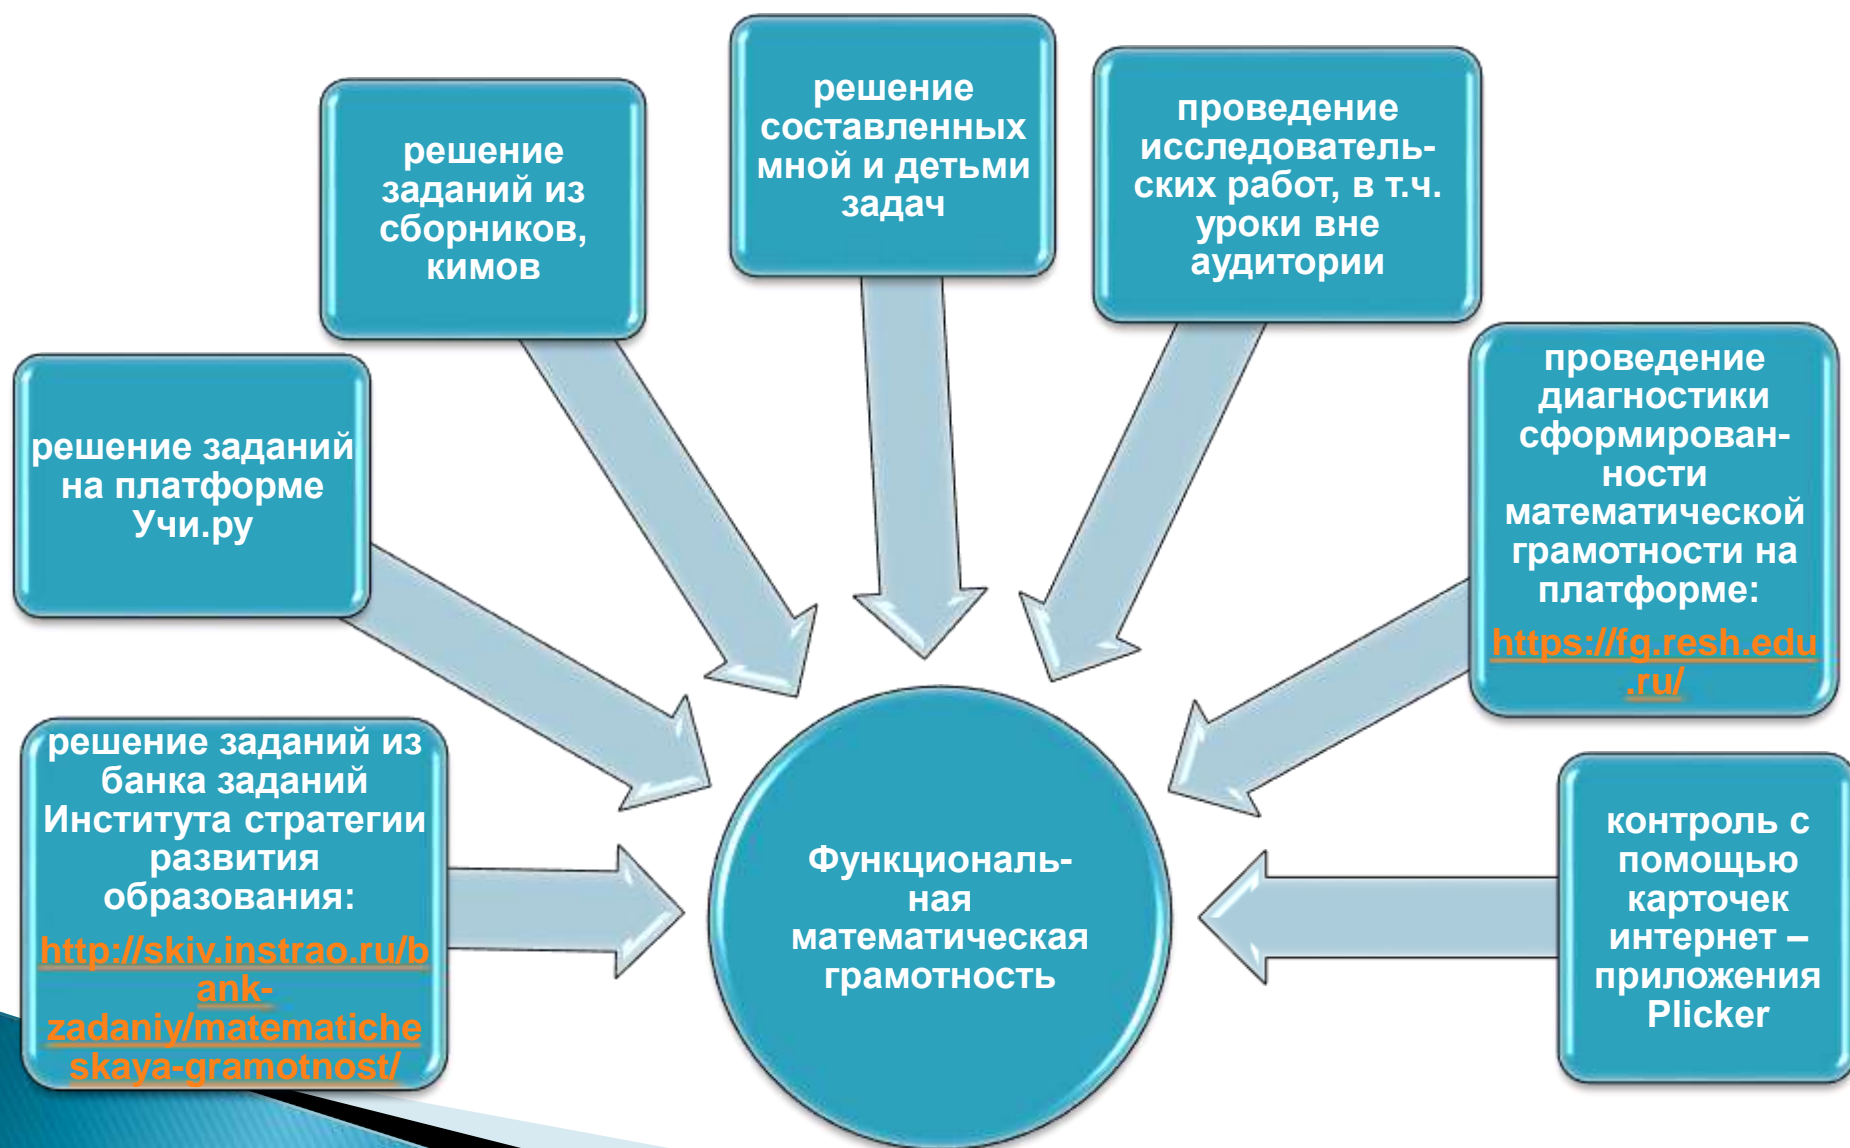 решение
составленных
мной и детьми
задач
решение
заданий из
сборников,
кимов
проведение
исследователь-
ских работ, в т.ч.
уроки вне
аудитории
решение заданий
на платформе
Учи.ру
проведение
диагностики
сформирован-
ности
математической
грамотности на
платформе:
https://fg.resh.edu
.ru/
решение заданий из
банка заданий
Института стратегии
развития
образования:
http://skiv.instrao.ru/b
ank-
zadaniy/matematiche
skaya-gramotnost/
Функциональ-
ная
математическая
грамотность
контроль с
помощью
карточек
интернет –
приложения
Plicker